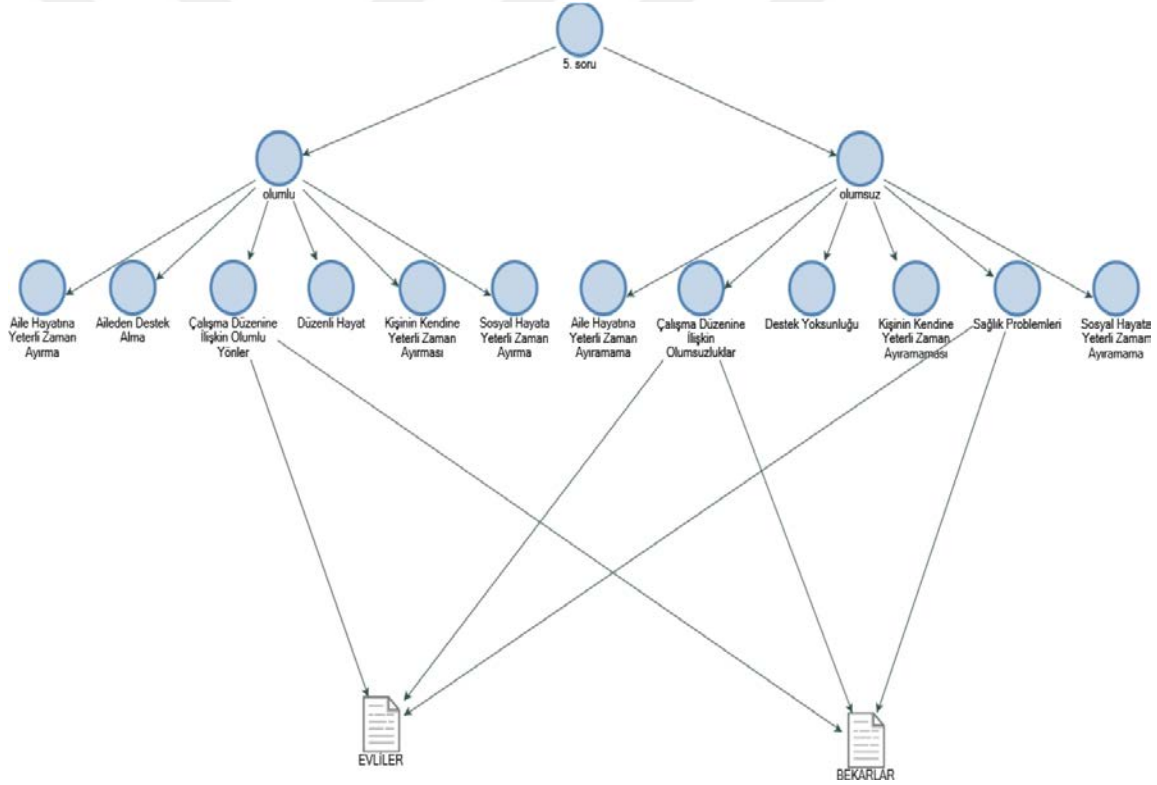 5. soru
olumlu
olumsuz
Aile Hayatına
Yeterli Zaman
Ayırma
Aileden Destek
Alma
Çalışma Düzenine
İlişkin Olumlu
Yönler
Düzenli Hayat
Kişinin Kendine
Yeterli Zaman
Ayırması
Sosyal Hayata
Yeterli Zaman
Ayırma
Aile Hayatına
Yeterli Zaman
Ayıramama
Çalışma Düzenine
İlişkin
Olumsuzluklar
Destek Yoksunluğu
Kişinin Kendine
Yeterli Zaman
Ayıramaması
Sağlık Problemleri
Sosyal Hayata
Yeterli Zamam
Ayıramama
EVLİLER
BEKARLAR